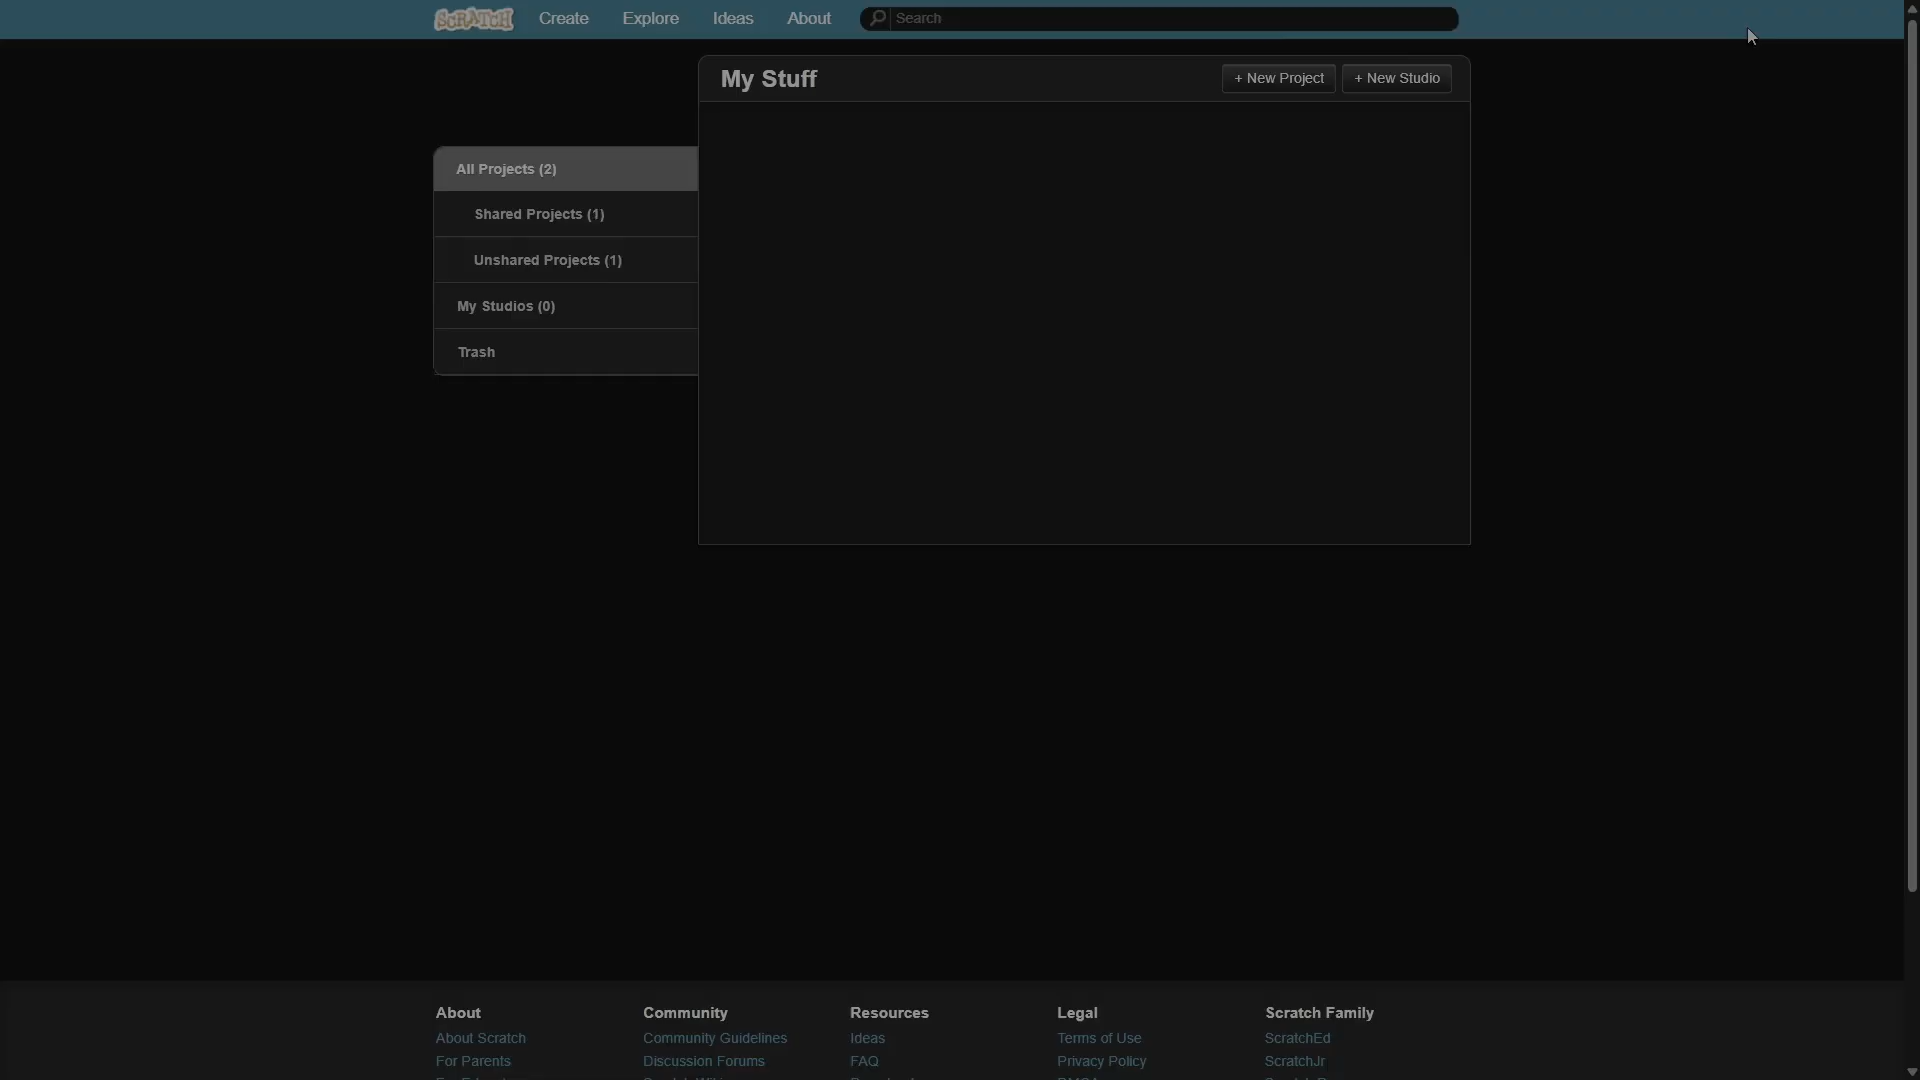 SCRATCH
Create
Explore
Ideas
About
Search
My Stuff
+ New Project
+ New Studio
All Projects (2)
Shared Projects (1)
Unshared Projects (1)
My Studios (0)
Trash
About
About Scratch
For Parents
Community
Community Guidelines
Discussion Forums
Resources
Ideas
FAQ
Legal
Terms of Use
Privacy Policy
Scratch Family
ScratchEd
ScratchJr